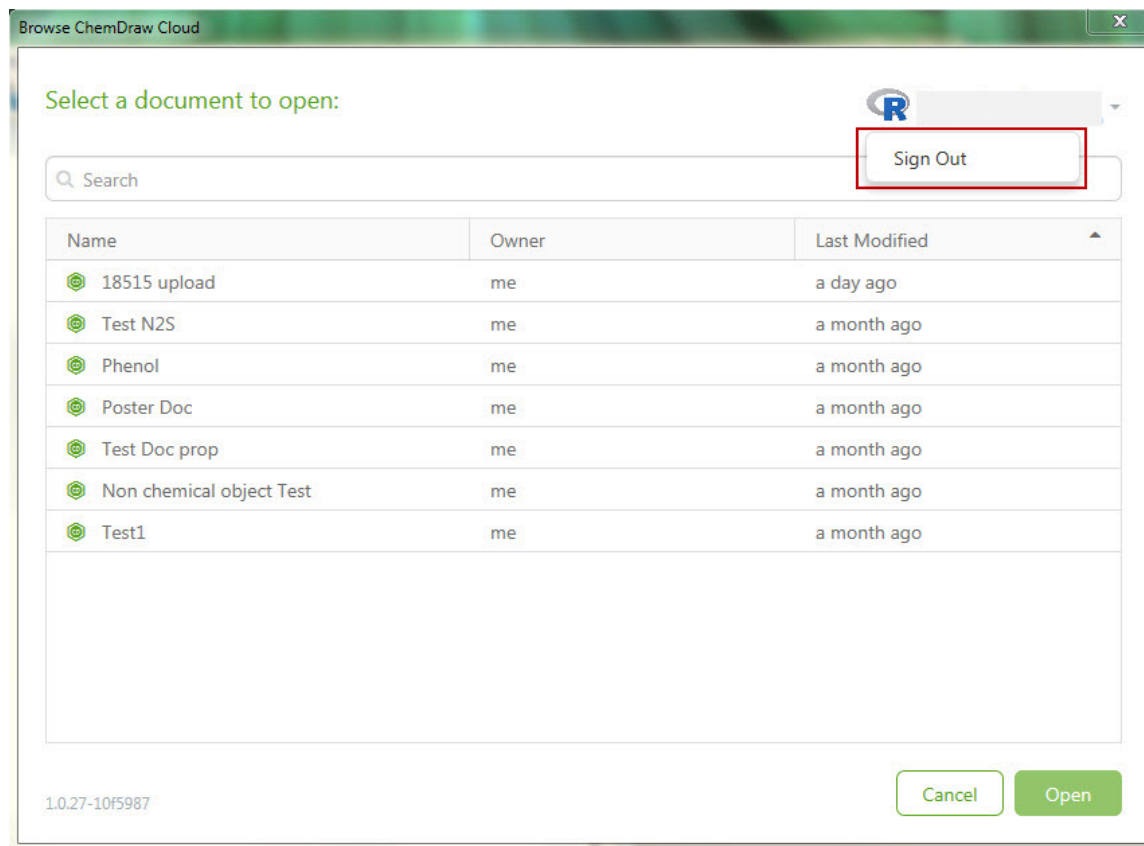 Browse ChemDraw Cloud
x
Select a document to open:
R
Sign Out
Search
Name Owner Last Modified
18515 upload me a day ago
Test N2S me a month ago
Phenol me a month ago
Poster Doc me a month ago
Test Doc prop me a month ago
Non chemical object Test me a month ago
Test1 me a month ago
1.0.27-10f5987
Cancel Open